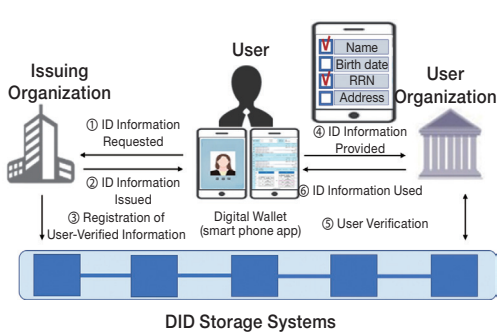 User
Issuing
Organization
Name
Birth date
RRN
Address
User
Organization
① ID Information
Requested
② ID Information
Issued
③ Registration of
User-Verified Information
Digital Wallet
(smart phone app)
④ ID Information
Provided
⑥ ID Information Used
⑤ User Verification
DID Storage Systems